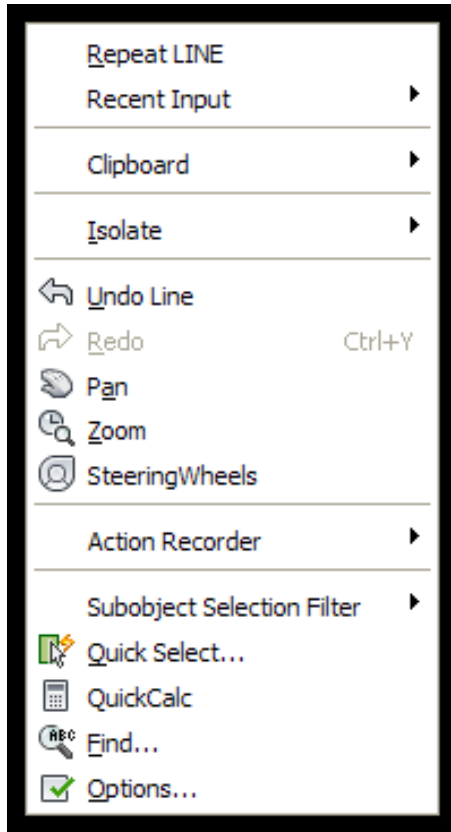 Repeat LINE
Recent Input
Clipboard
Isolate
Undo Line
Redo Ctrl+Y
Pan
Zoom
SteeringWheels
Action Recorder
Subobject Selection Filter
Quick Select...
QuickCalc
ABC Find...
Options...